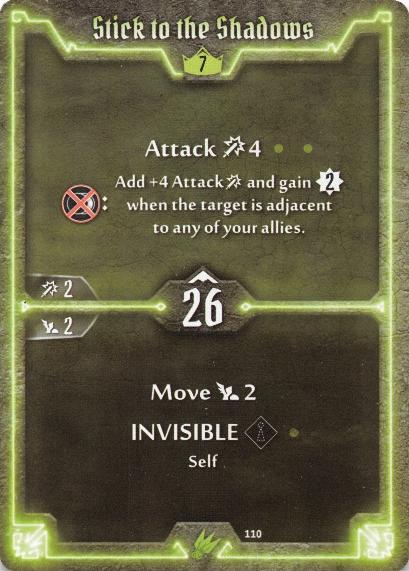 Stick to the Shadows
7
Attack 4
Add +4 Attack and gain 2
: when the target is adjacent
to any of your allies.
2
26
2
Move 2
INVISIBLE
Self
110